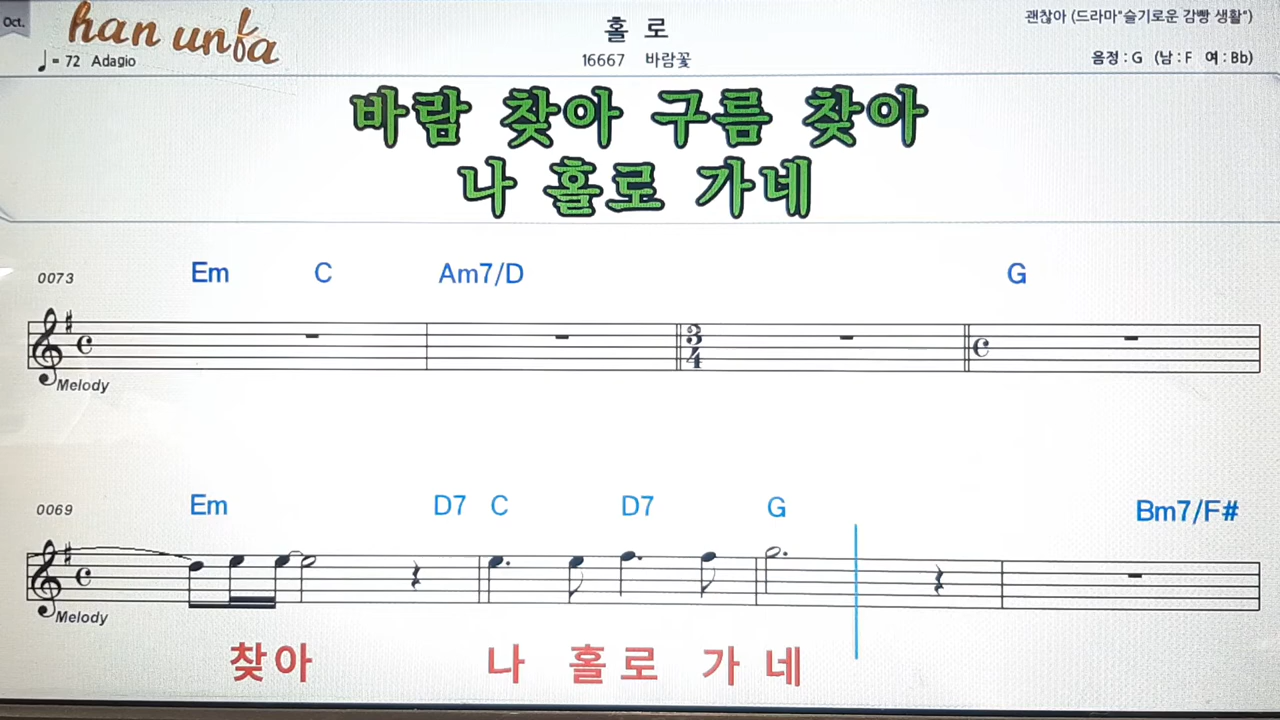 Oct.
han unfa
홀 로
괜찮아 (드라마"슬기로운 감빵 생활")
♩ = 72 Adagio
16667 바람꽃
음정 : G (남 : F 여 : Bb)
바람 찾아 구름 찾아
나 홀로 가네
0073 Em C Am7/D G
3
4
Melody
0069 Em D7 C D7 G Bm7/F#
Melody
찾아 나 홀로 가네